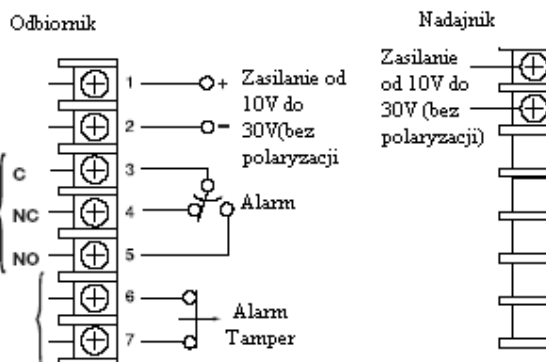 Odbiornik
1
+
Zasilanie od
10V do
30V(bez
polaryzacji
2
-
C
3
NC
4
Alarm
NO
5
6
7
Alarm
Tamper
Nadajnik
Zasilanie
od 10V do
30V (bez
polaryzacji)